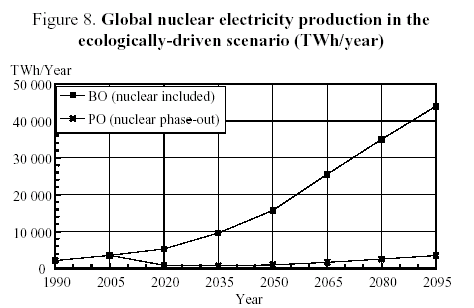 Figure 8. Global nuclear electricity production in the
ecologically-driven scenario (TWh/year)
TWh/Year
50 000
BO (nuclear included)
40 000
PO (nuclear phase-out)
30 000
20 000
10 000
0
1990 2005 2020 2035 2050 2065 2080 2095
Year